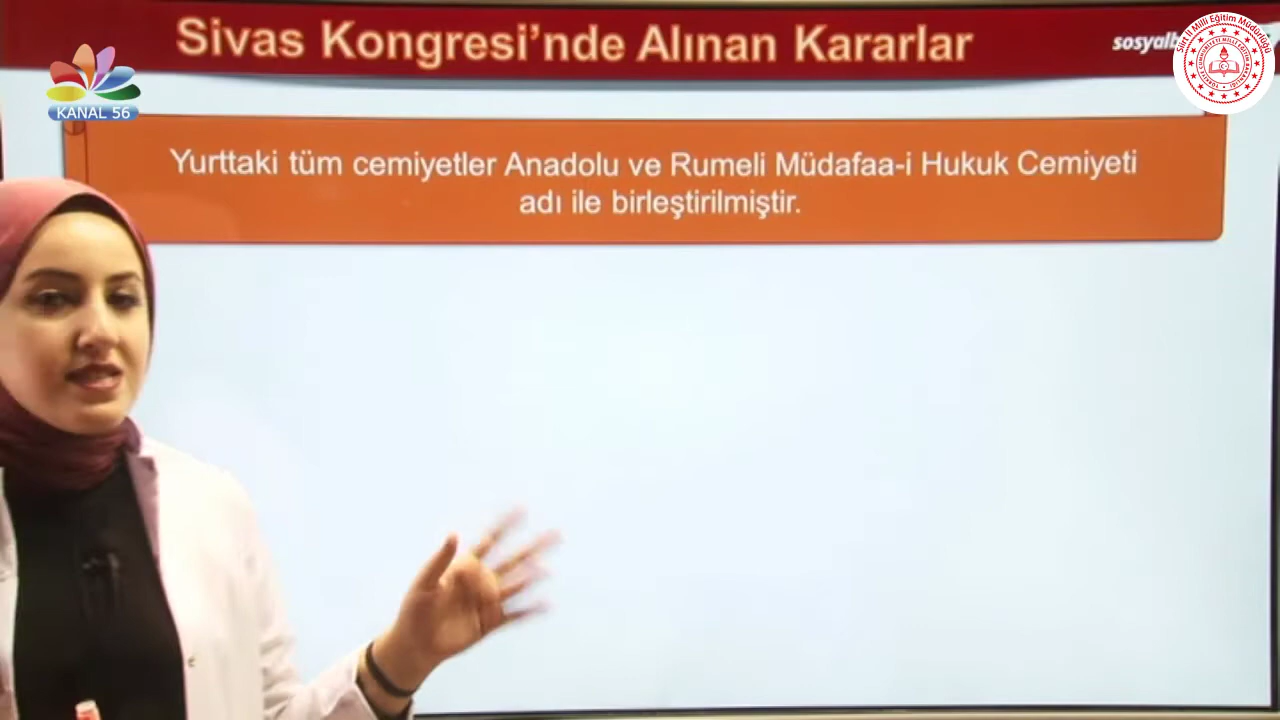 Sivas Kongresi’nde Alınan Kararlar
KANAL 56
Siirt İl Milli Eğitim Müdürlüğü
Yurttaki tüm cemiyetler Anadolu ve Rumeli Müdafaa-i Hukuk Cemiyeti
adı ile birleştirilmiştir.